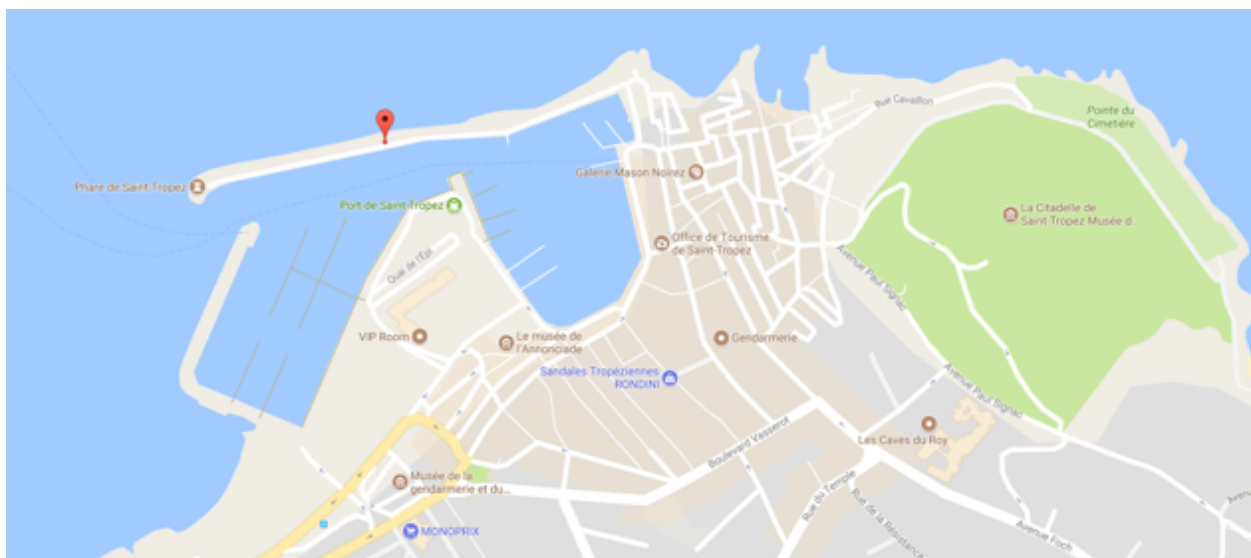 Rue Cavaillon
Pointe du
Cimetière
Galerie Mason Noirez
Phare de Saint-Tropez
Port de Saint-Tropez
La Citadelle de
Saint Tropez Musée d...
Office de Tourisme
de Saint-Tropez
Quai de l'Épi
Avenue Paul Signac
VIP Room
Le musée de
l'Annonciade
Gendarmerie
Sandales Tropéziennes
RONDINI
Avenue Paul Signac
Les Caves du Roy
Boulevard Vasserot
Musée de la
gendarmerie et du...
Rue du Temple
Rue de la Résistance
MONOPRIX
Avenue Foch